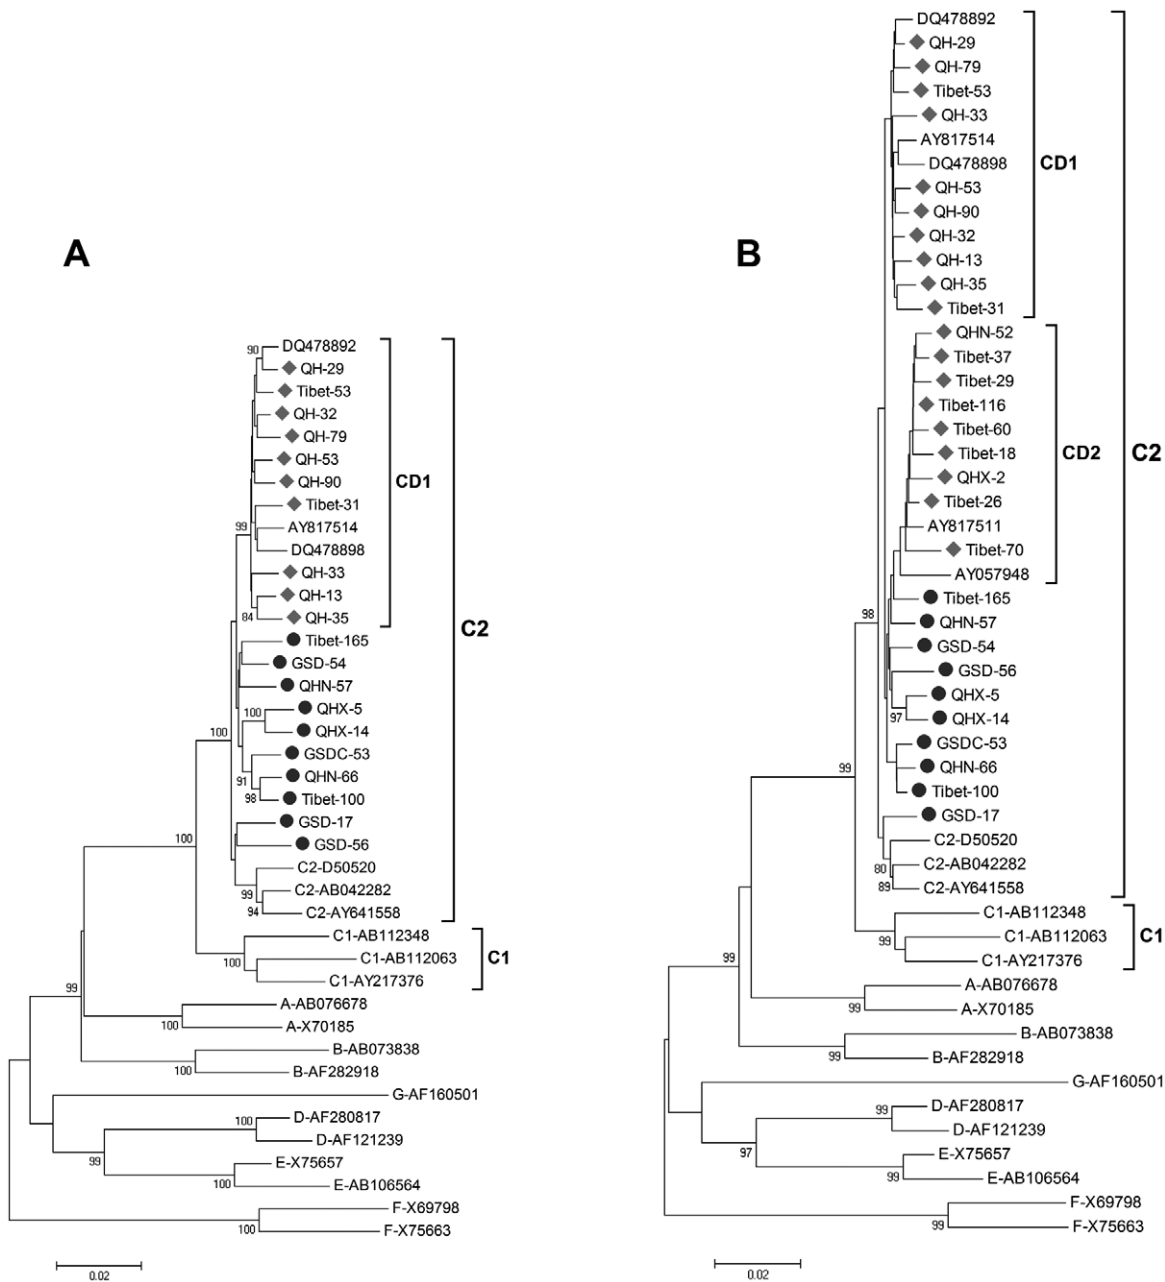 A
90
DQ478892
QH-29
Tibet-53
QH-32
QH-79
QH-53
QH-90
Tibet-31
99
AY817514
DQ478898
QH-33
QH-13
84
QH-35
CD1
Tibet-165
GSD-54
QHN-57
100
QHX-5
QHX-14
100
GSDC-53
91
QHN-66
98
Tibet-100
GSD-17
GSD-56
C2-D50520
99
C2-AB042282
94
C2-AY641558
C2
100
C1-AB112348
100
C1-AB112063
C1-AY217376
C1
99
A-AB076678
100
A-X70185
B-AB073838
100
B-AF282918
G-AF160501
100
D-AF280817
D-AF121239
99
E-X75657
100
E-AB106564
F-X69798
100
F-X75663
0.02
B
DQ478892
QH-29
QH-79
Tibet-53
QH-33
AY817514
DQ478898
QH-53
QH-90
QH-32
QH-13
QH-35
Tibet-31
CD1
QHN-52
Tibet-37
Tibet-29
Tibet-116
Tibet-60
Tibet-18
QHX-2
Tibet-26
AY817511
Tibet-70
AY057948
CD2
Tibet-165
98
QHN-57
GSD-54
GSD-56
QHX-5
97
QHX-14
GSDC-53
QHN-66
Tibet-100
GSD-17
C2-D50520
80
C2-AB042282
89
C2-AY641558
C2
99
C1-AB112348
99
C1-AB112063
C1-AY217376
C1
99
A-AB076678
99
A-X70185
B-AB073838
99
B-AF282918
G-AF160501
99
D-AF280817
D-AF121239
97
E-X75657
99
E-AB106564
F-X69798
99
F-X75663
0.02